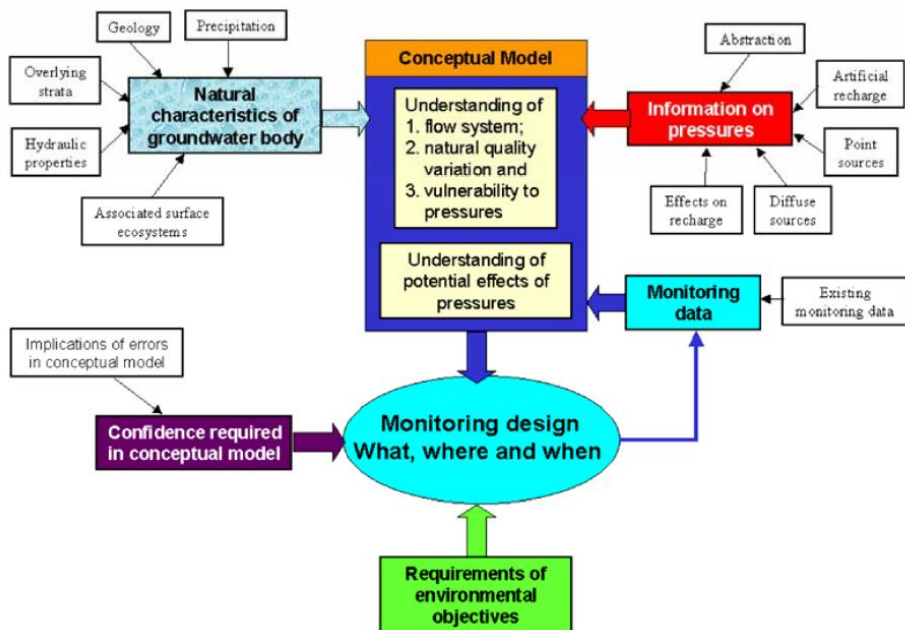 Geology
Precipitation
Overlying
strata
Natural
characteristics of
groundwater body
Hydraulic
properties
Associated surface
ecosystems
Conceptual Model
Understanding of
1. flow system;
2. natural quality
variation and
3. vulnerability to
pressures
Understanding of
potential effects of
pressures
Abstraction
Artificial
recharge
Information on
pressures
Point
sources
Effects on
recharge
Diffuse
sources
Monitoring
data
Existing
monitoring data
Implications of errors
in conceptual model
Confidence required
in conceptual model
Monitoring design
What, where and when
Requirements of
environmental
objectives